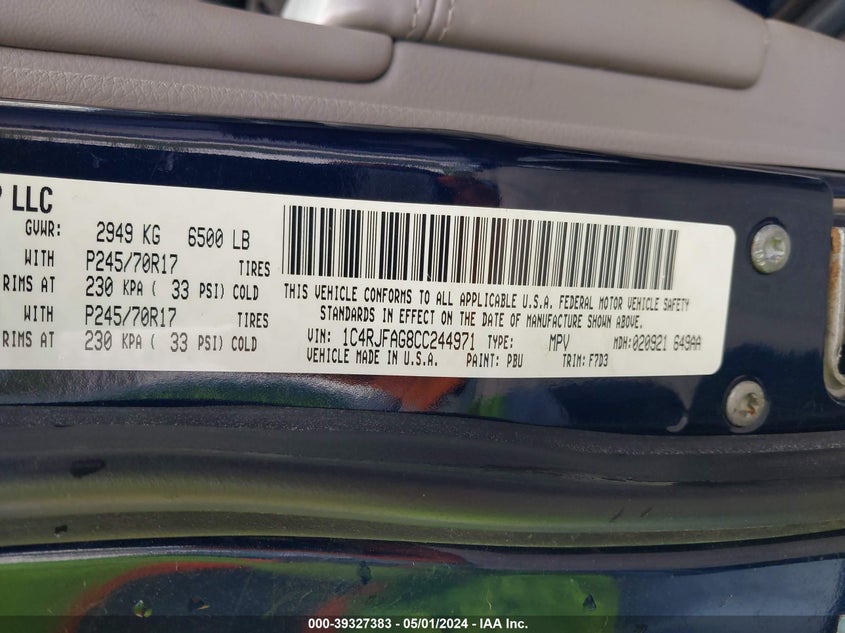 LLC
GVWR: 2949 KG 6500 LB
WITH P245/70R17 TIRES
RIMS AT 230 KPA ( 33 PSI) COLD
WITH P245/70R17 TIRES
RIMS AT 230 KPA ( 33 PSI) COLD
THIS VEHICLE CONFORMS TO ALL APPLICABLE U.S.A. FEDERAL MOTOR VEHICLE SAFETY
STANDARDS IN EFFECT ON THE DATE OF MANUFACTURE SHOWN ABOVE.
VIN: 1C4RJFAG8CC244971 TYPE: MPV MDH:020921 649AA
VEHICLE MADE IN U.S.A. PAINT: PBU TRIM: F7D3
000-39327383 - 05/01/2024 - IAA Inc.